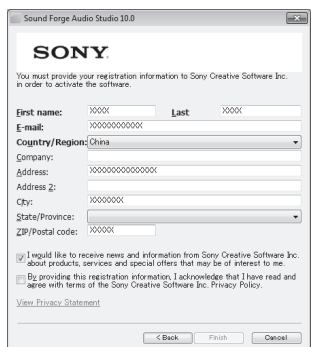 Sound Forge Audio Studio 10.0
SONY
You must provide your registration information to Sony Creative Software Inc.
in order to activate the software.
First name: XXXX Last XXXX
E-mail: XXXXXXXXXXX
Country/Region: China
Company:
Address: XXXXXXXXXXXXXX
Address 2:
City: XXXXXXX
State/Province:
ZIP/Postal code: XXXXX
I would like to receive news and information from Sony Creative Software Inc.
about products, services and special offers that may be of interest to me.
By providing this registration information, I acknowledge that I have read and
agree with terms of the Sony Creative Software Inc. Privacy Policy.
View Privacy Statement
< Back Finish Cancel